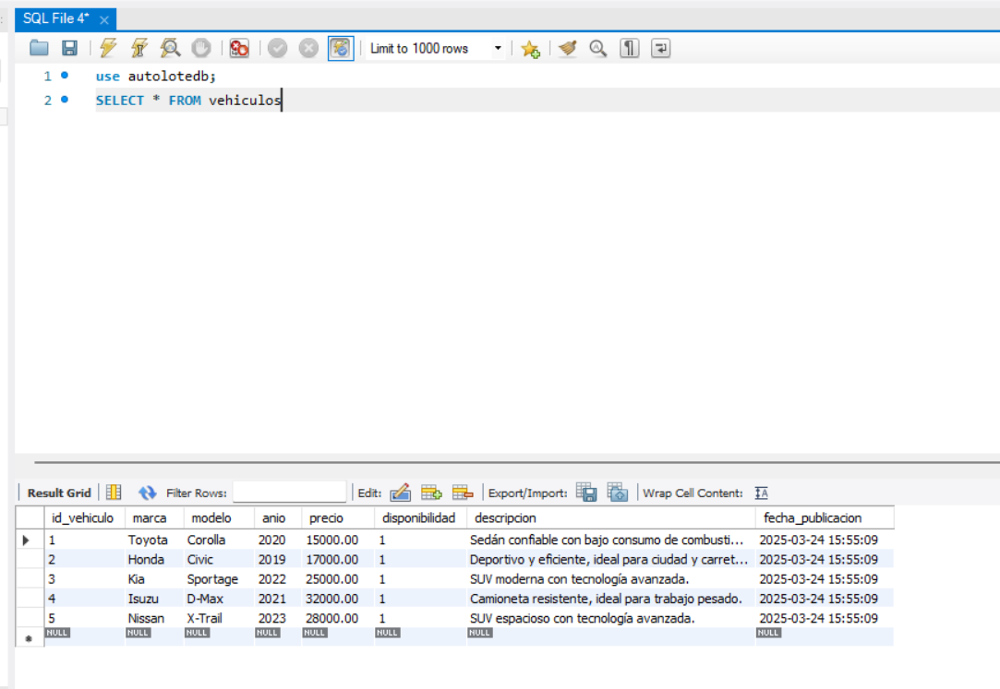 SQL File 4*
Limit to 1000 rows
1 use autolotedb;
2 SELECT * FROM vehiculos
Result Grid Filter Rows: Edit: Export/Import: Wrap Cell Content:
id_vehiculo marca modelo anio precio disponibilidad descripcion fecha_publicacion
1 Toyota Corolla 2020 15000.00 1 Sedán confiable con bajo consumo de combusti... 2025-03-24 15:55:09
2 Honda Civic 2019 17000.00 1 Deportivo y eficiente, ideal para ciudad y carret... 2025-03-24 15:55:09
3 Kia Sportage 2022 25000.00 1 SUV moderna con tecnología avanzada. 2025-03-24 15:55:09
4 Isuzu D-Max 2021 32000.00 1 Camioneta resistente, ideal para trabajo pesado. 2025-03-24 15:55:09
5 Nissan X-Trail 2023 28000.00 1 SUV espacioso con tecnología avanzada. 2025-03-24 15:55:09
NULL NULL NULL NULL NULL NULL NULL NULL